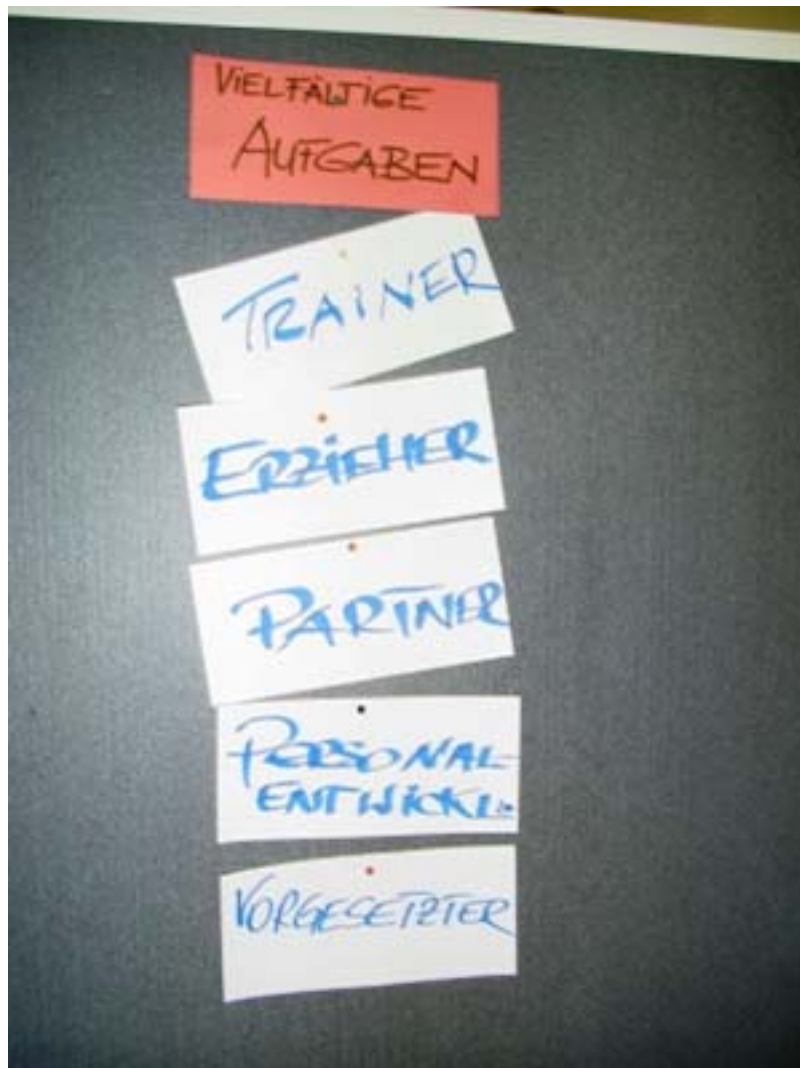 VIELFÄLTIGE
AUFGABEN
TRAINER
ERZIEHER
PARTNER
PERSONAL-
ENTWICKL
VORGESETZTER